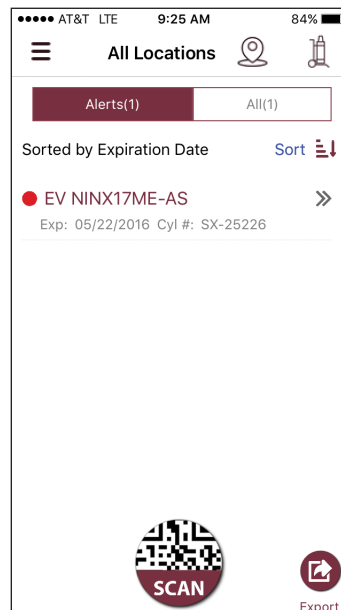 AT&T LTE 9:25 AM 84%
All Locations
Alerts(1) All(1)
Sorted by Expiration Date Sort
EV NINX17ME-AS
Exp: 05/22/2016 Cyl #: SX-25226
SCAN
Export